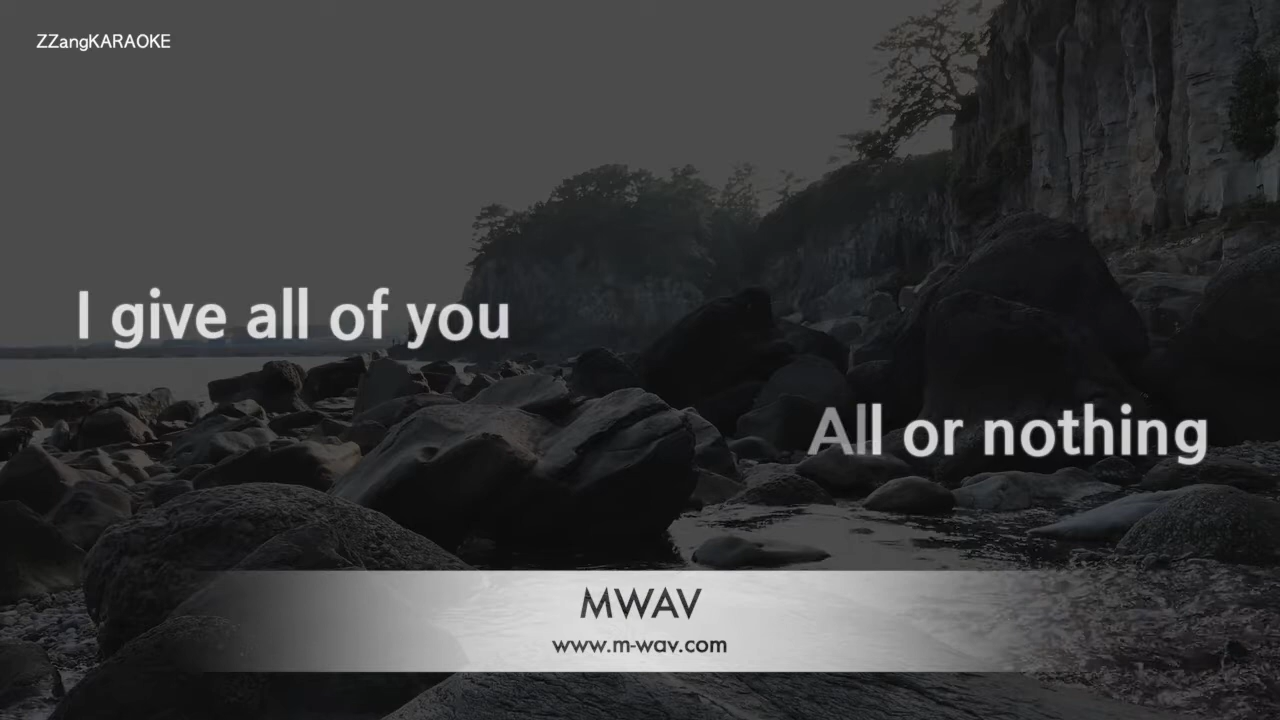 ZZangKARAOKE
I give all of you
All or nothing
MWAV
www.m-wav.com